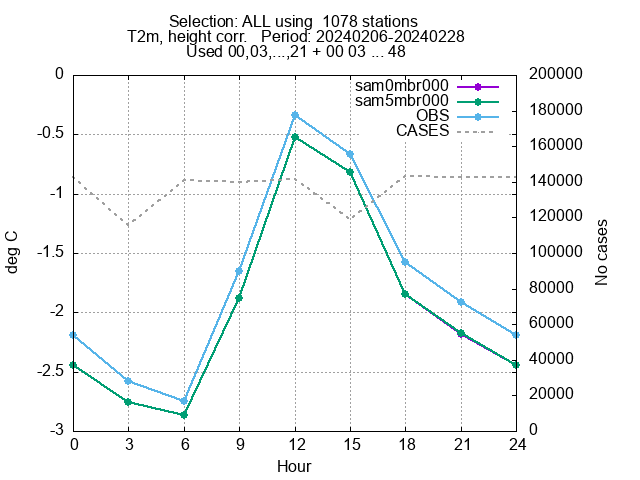 Selection: ALL using  1078 stations
T2m, height corr.   Period: 20240206-20240228
Used 00,03,...,21 + 00 03 ... 48
sam0mbr000
sam5mbr000
OBS
CASES
0
-0.5
-1
-1.5
-2
-2.5
-3
deg C
200000
180000
160000
140000
120000
100000
80000
60000
40000
20000
0
No cases
0 3 6 9 12 15 18 21 24
Hour